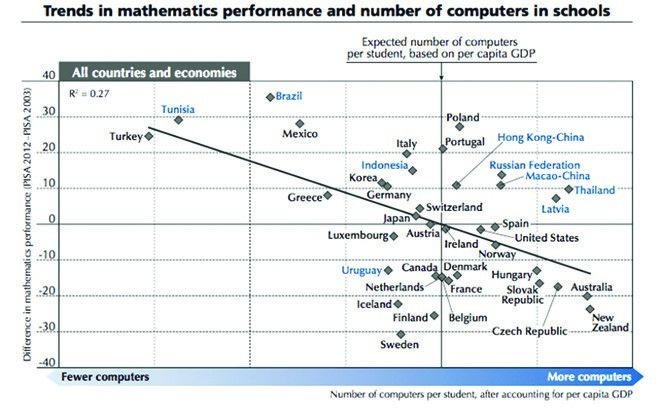 Trends in mathematics performance and number of computers in schools
Expected number of computers
per student, based on per capita GDP
All countries and economies
R² = 0.27
Difference in mathematics performance (PISA 2012 –PISA 2003)
40
30
20
10
0
-10
-20
-30
-40
Brazil
Tunisia
Turkey
Mexico
Poland
Portugal
Hong Kong-China
Italy
Indonesia
Korea
Germany
Russian Federation
Macao-China
Thailand
Latvia
Greece
Switzerland
Japan
Spain
Luxembourg
Austria
Ireland
United States
Norway
Uruguay
Canada
Denmark
Netherlands
France
Hungary
Slovak
Republic
Australia
Iceland
Finland
Belgium
Czech Republic
New
Zealand
Sweden
Fewer computers
More computers
Number of computers per student, after accounting for per capita GDP